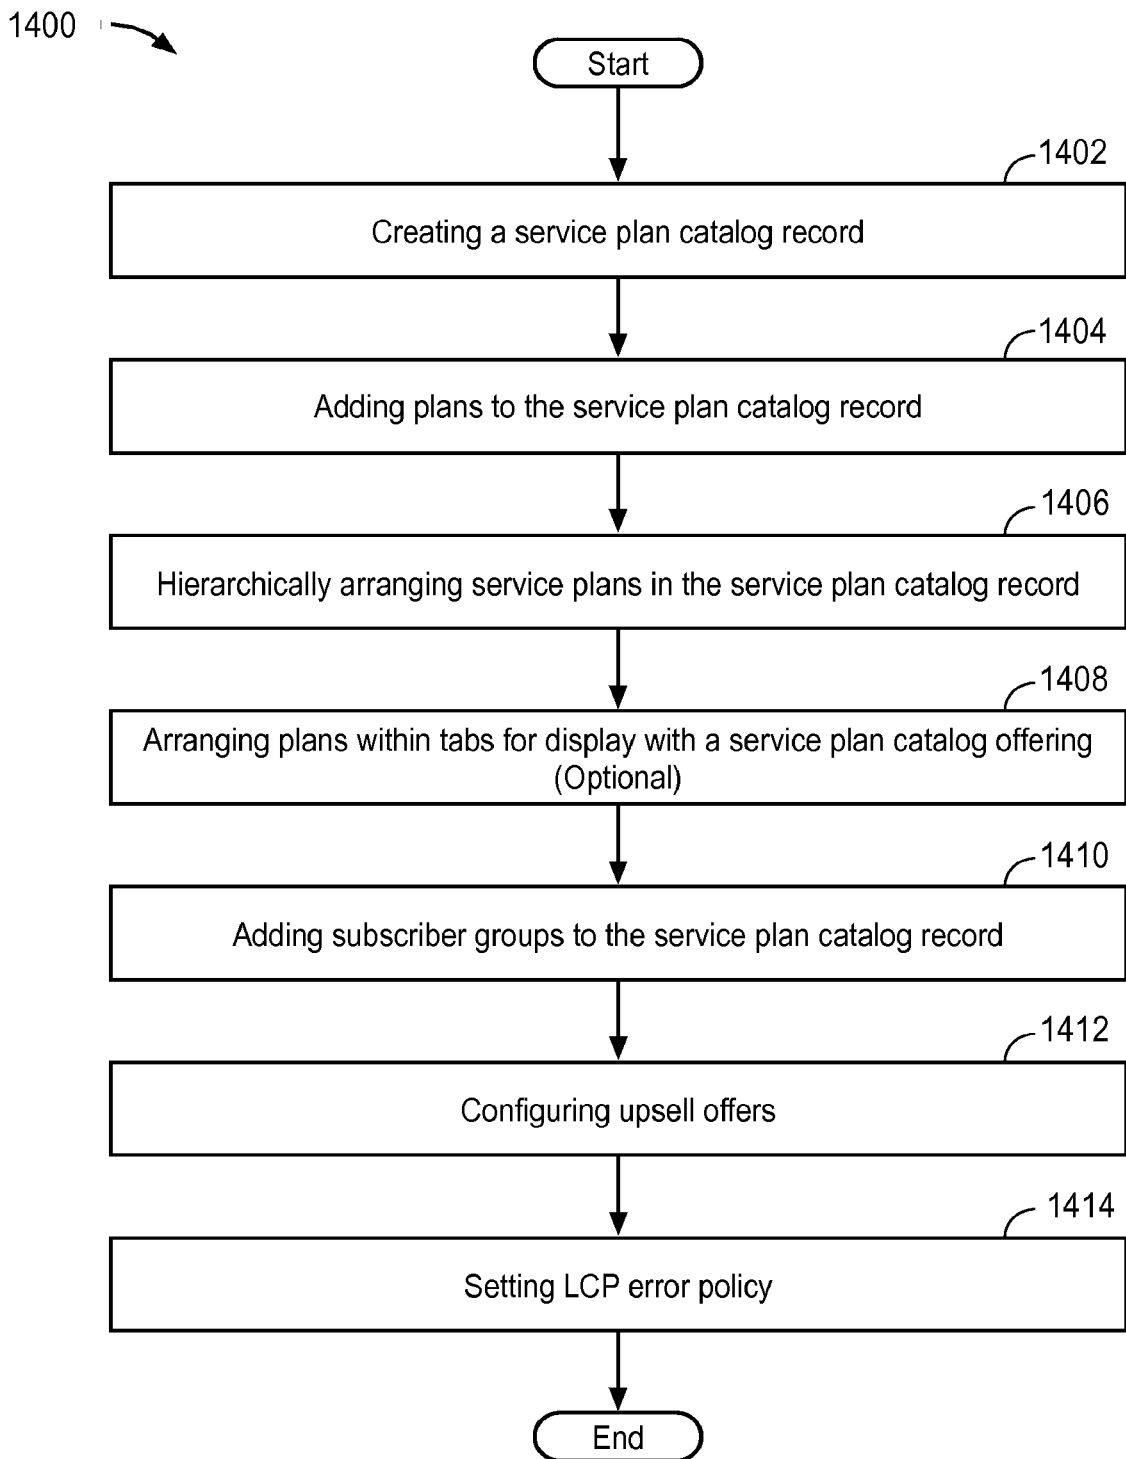 1400
Start
1402
Creating a service plan catalog record
1404
Adding plans to the service plan catalog record
1406
Hierarchically arranging service plans in the service plan catalog record
1408
Arranging plans within tabs for display with a service plan catalog offering
(Optional)
1410
Adding subscriber groups to the service plan catalog record
1412
Configuring upsell offers
1414
Setting LCP error policy
End